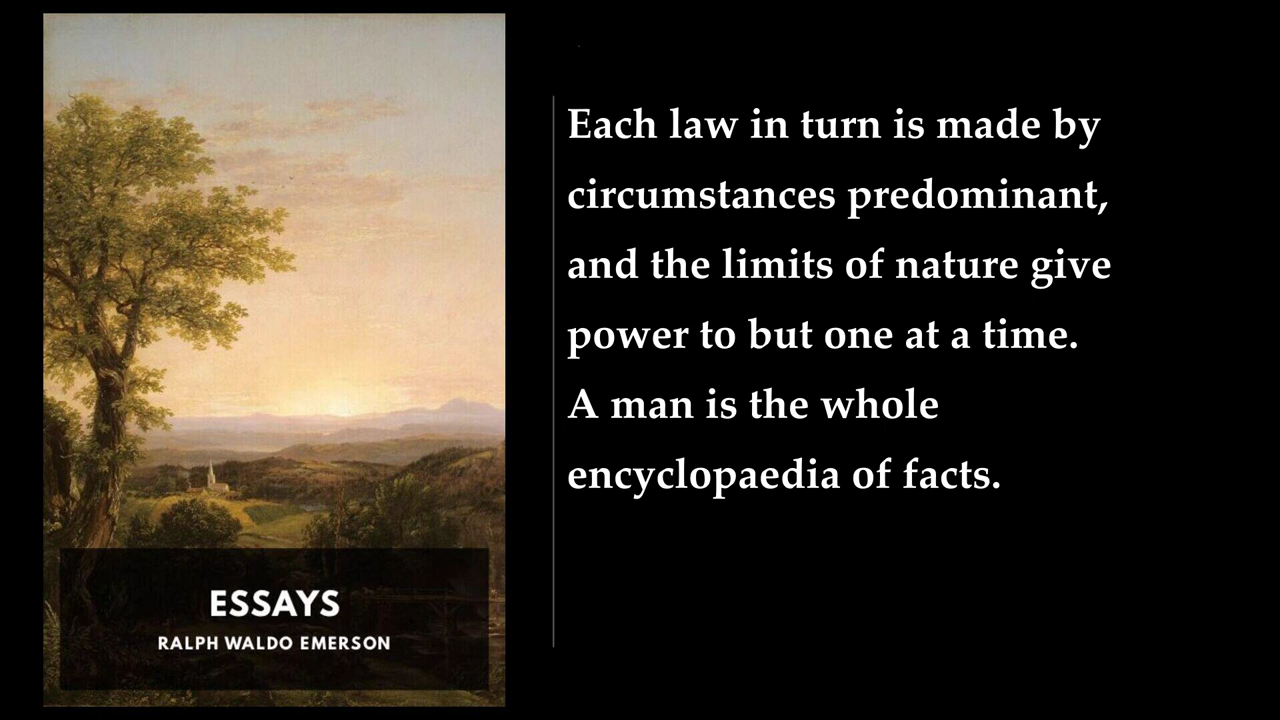 Each law in turn is made by
circumstances predominant,
and the limits of nature give
power to but one at a time.
A man is the whole
encyclopaedia of facts.
ESSAYS
RALPH WALDO EMERSON